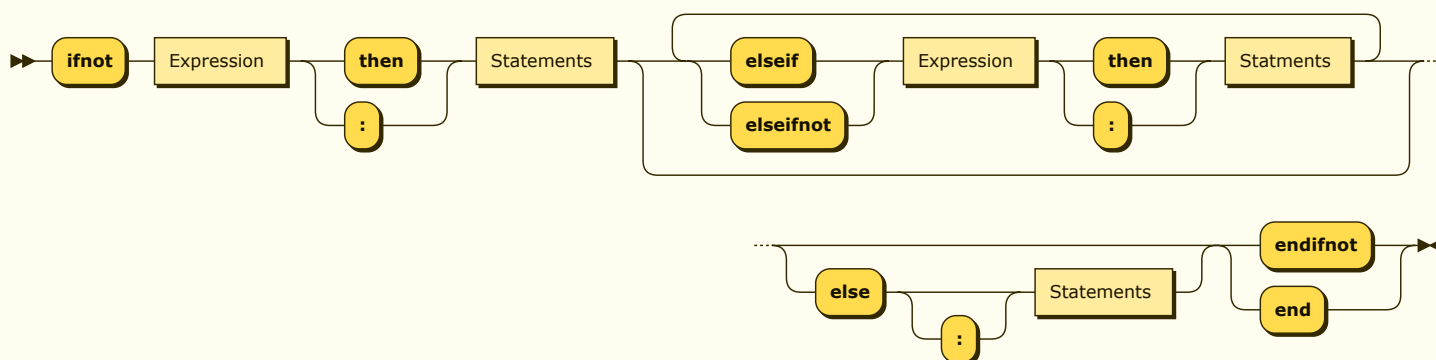 ifnot Expression then Statements elseif Expression then Statments
: elseifnot :
endifnot
else Statements
end
: